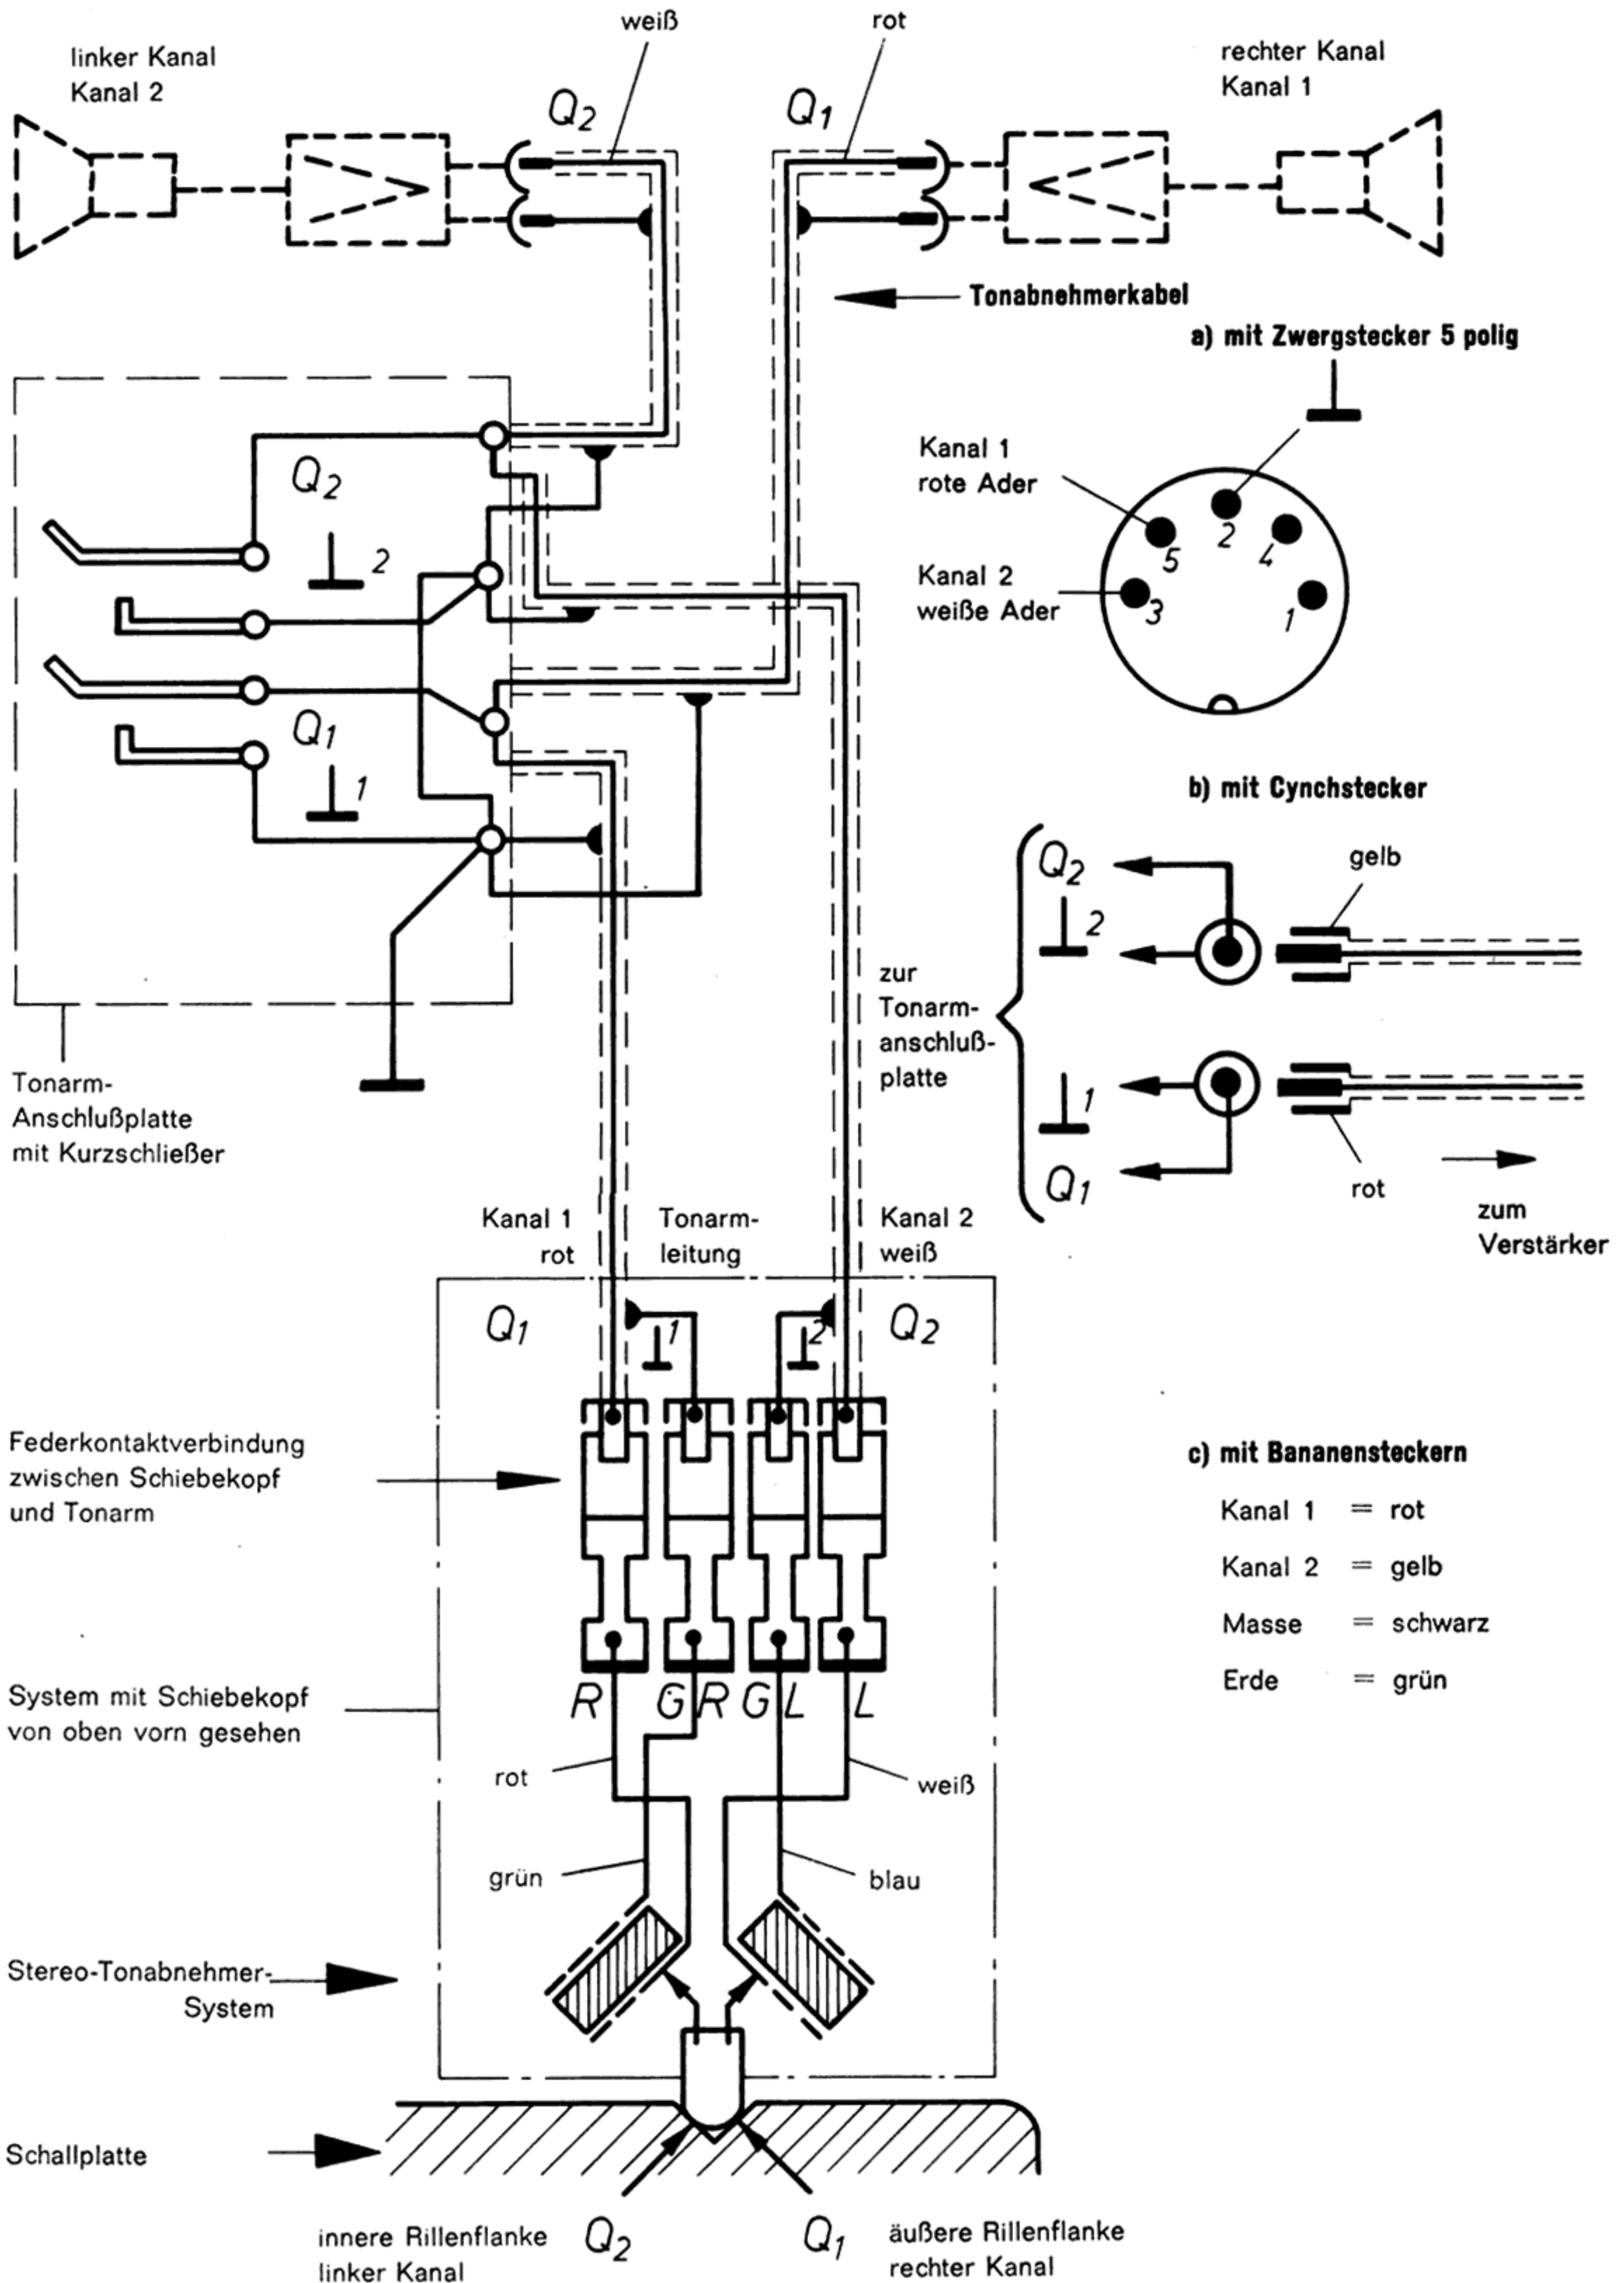 weiß
rot
linker Kanal
Kanal 2
rechter Kanal
Kanal 1
Q2
Q1
Tonabnehmerkabel
a) mit Zwergstecker 5 polig
Kanal 1
rote Ader
Kanal 2
weiße Ader
5
2
4
3
1
Q2
2
Q1
1
Tonarm-
Anschlußplatte
mit Kurzschließer
b) mit Cynchstecker
Q2
2
gelb
zur
Tonarm-
anschluß-
platte
1
Q1
rot
zum
Verstärker
Kanal 1
rot
Tonarm-
leitung
Kanal 2
weiß
Q1
1
2
Q2
Federkontaktverbindung
zwischen Schiebekopf
und Tonarm
c) mit Bananensteckern
Kanal 1 = rot
Kanal 2 = gelb
Masse = schwarz
Erde = grün
System mit Schiebekopf
von oben vorn gesehen
R GR GL L
rot
weiß
grün
blau
Stereo-Tonabnehmer-
System
Schallplatte
innere Rillenflanke
linker Kanal
Q2
Q1
äußere Rillenflanke
rechter Kanal